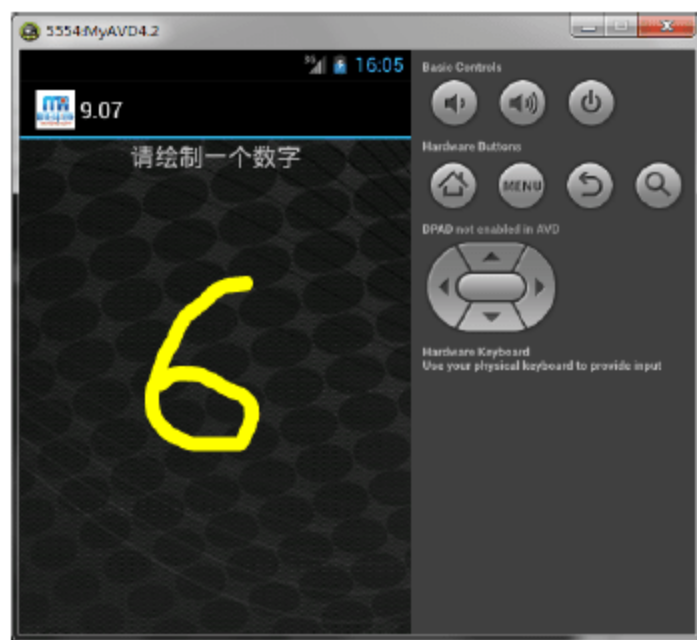 5554:MyAVD4.2
3G 16:05
9.07
请绘制一个数字
6
Basic Controls
Hardware Buttons
MENU
DPAD not enabled in AVD
Hardware Keyboard
Use your physical keyboard to provide input